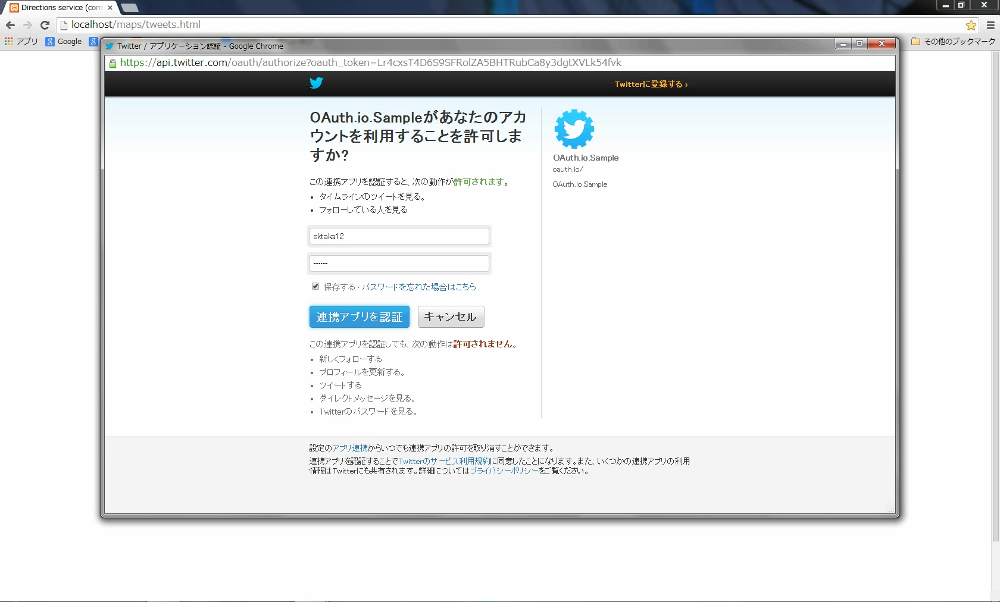 Directions service (com
localhost/maps/tweets.html
アプリ
Google
その他のブックマーク
Twitter / アプリケーション認証 - Google Chrome
https://api.twitter.com/oauth/authorize?oauth_token=Lr4cxsT4D6S9SFRolZA5BHTRubCa8y3dgtXVLk54fvk
Twitterに登録する ›
OAuth.io.Sampleがあなたのアカ
ウントを利用することを許可しま
すか?
この連携アプリを認証すると、次の動作が許可されます。
• タイムラインのツイートを見る。
• フォローしている人を見る
sktaka12
••••••••
保存する · パスワードを忘れた場合はこちら
連携アプリを認証
キャンセル
この連携アプリを認証しても、次の動作は許可されません。
• 新しくフォローする
• プロフィールを更新する。
• ツイートする
• ダイレクトメッセージを見る。
• Twitterのパスワードを見る。
OAuth.io.Sample
oauth.io/
OAuth.io.Sample
設定のアプリ連携からいつでも連携アプリの許可を取り消すことができます。
連携アプリを認証することでTwitterのサービス利用規約に同意したことになります。また、いくつかの連携アプリの利用
情報はTwitterにも共有されます。詳細についてはプライバシーポリシーをご覧ください。